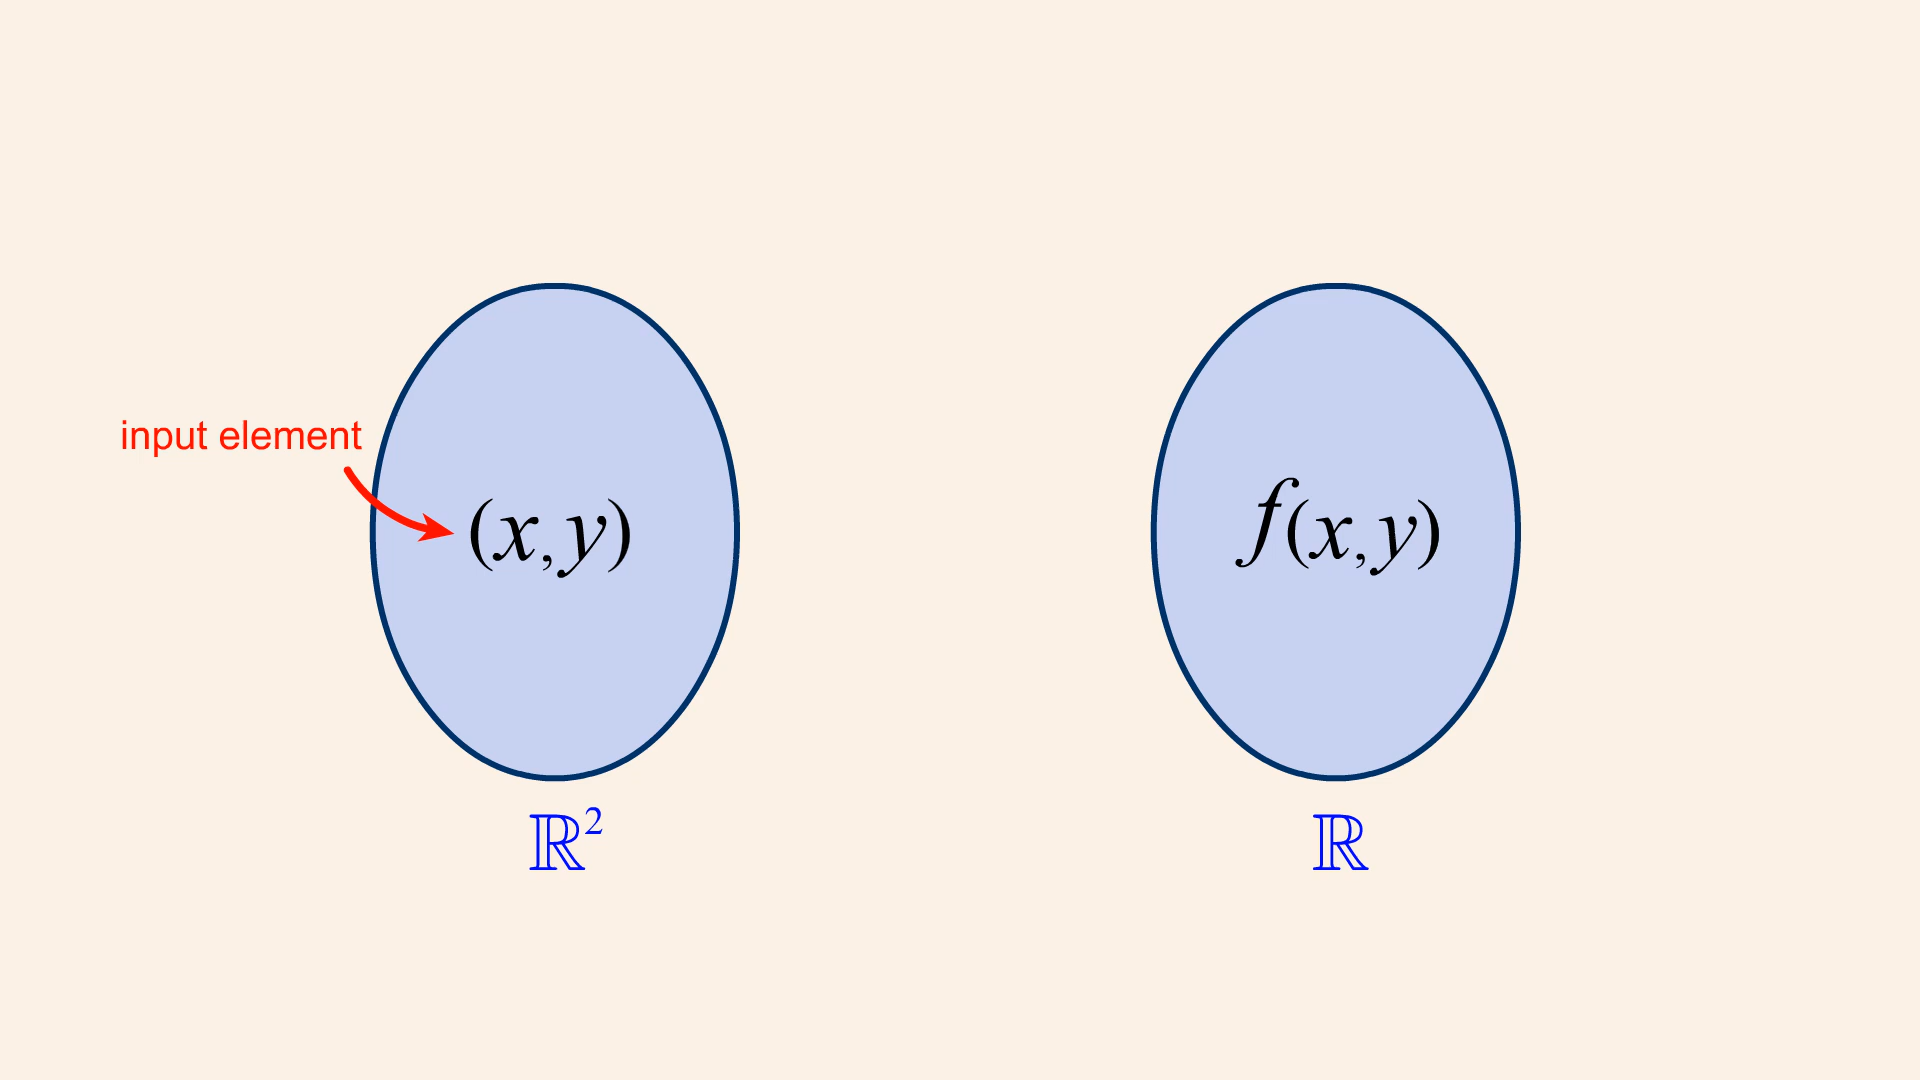 input element
(x,y)
f(x,y)
ℝ²
ℝ